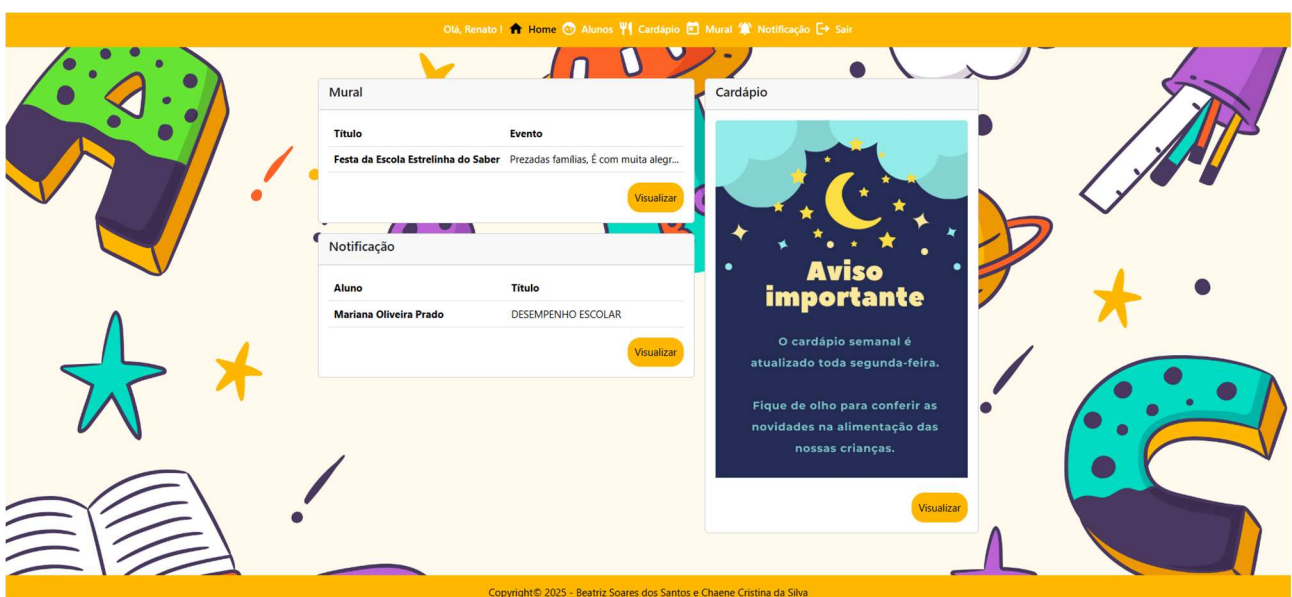 Olá, Renato ! Home Alunos Cardápio Mural Notificação Sair
Mural
Título Evento
Festa da Escola Estrelinha do Saber Prezadas famílias, É com muita alegr...
Visualizar
Notificação
Aluno Título
Mariana Oliveira Prado DESEMPENHO ESCOLAR
Visualizar
Cardápio
Aviso
importante
O cardápio semanal é
atualizado toda segunda-feira.
Fique de olho para conferir as
novidades na alimentação das
nossas crianças.
Visualizar
Copyright© 2025 - Beatriz Soares dos Santos e Chaene Cristina da Silva